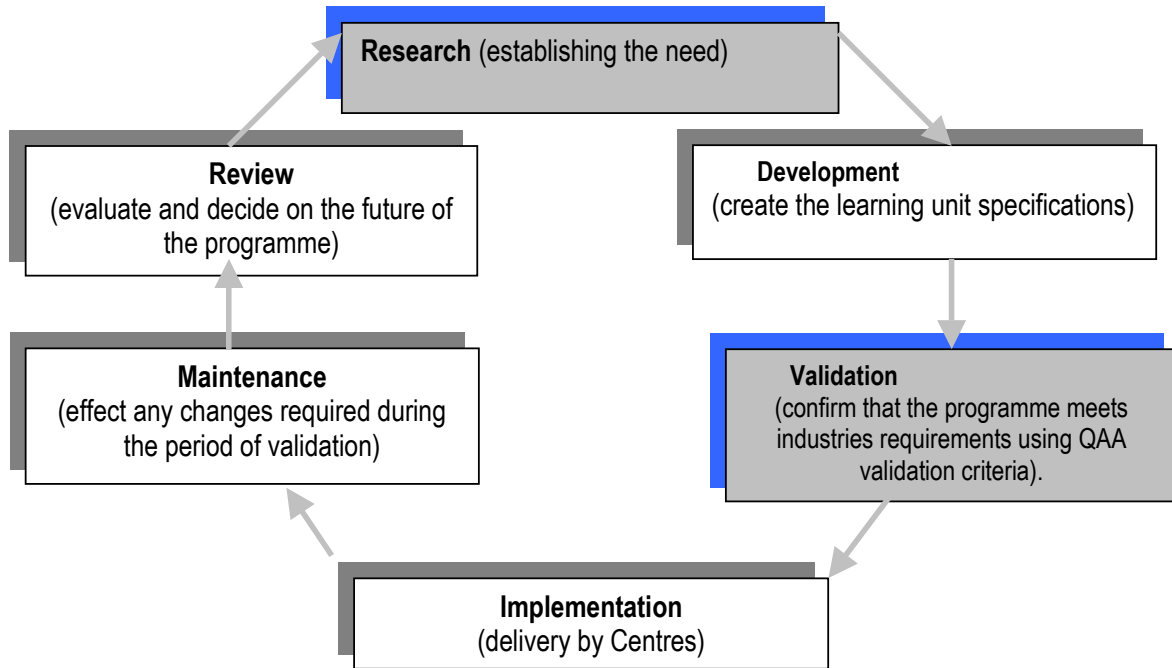 Research (establishing the need)
Development
(create the learning unit specifications)
Validation
(confirm that the programme meets
industries requirements using QAA
validation criteria).
Implementation
(delivery by Centres)
Maintenance
(effect any changes required during
the period of validation)
Review
(evaluate and decide on the future of
the programme)